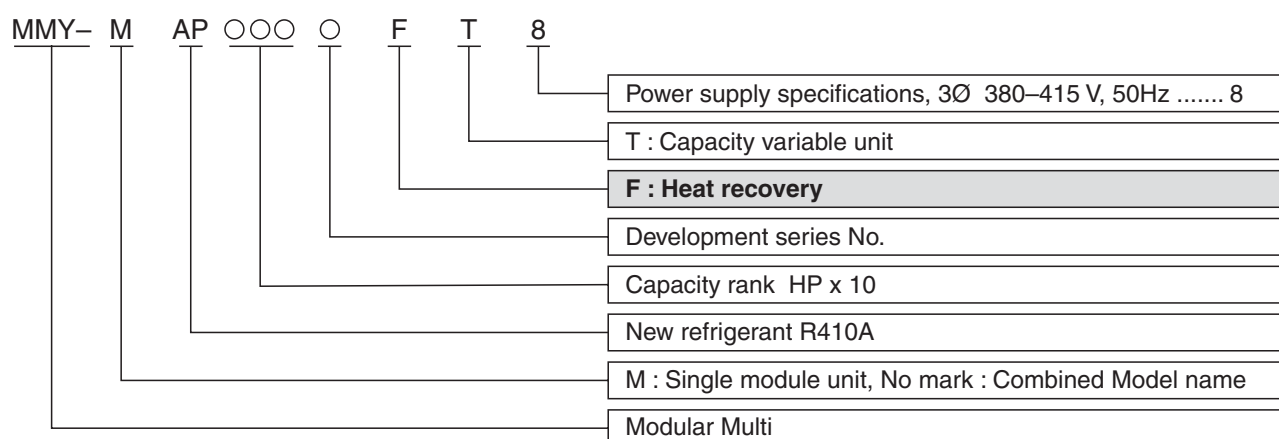 MMY– M AP ○○○ ○ F T 8
Power supply specifications, 3Ø 380–415 V, 50Hz ....... 8
T : Capacity variable unit
F : Heat recovery
Development series No.
Capacity rank HP x 10
New refrigerant R410A
M : Single module unit, No mark : Combined Model name
Modular Multi